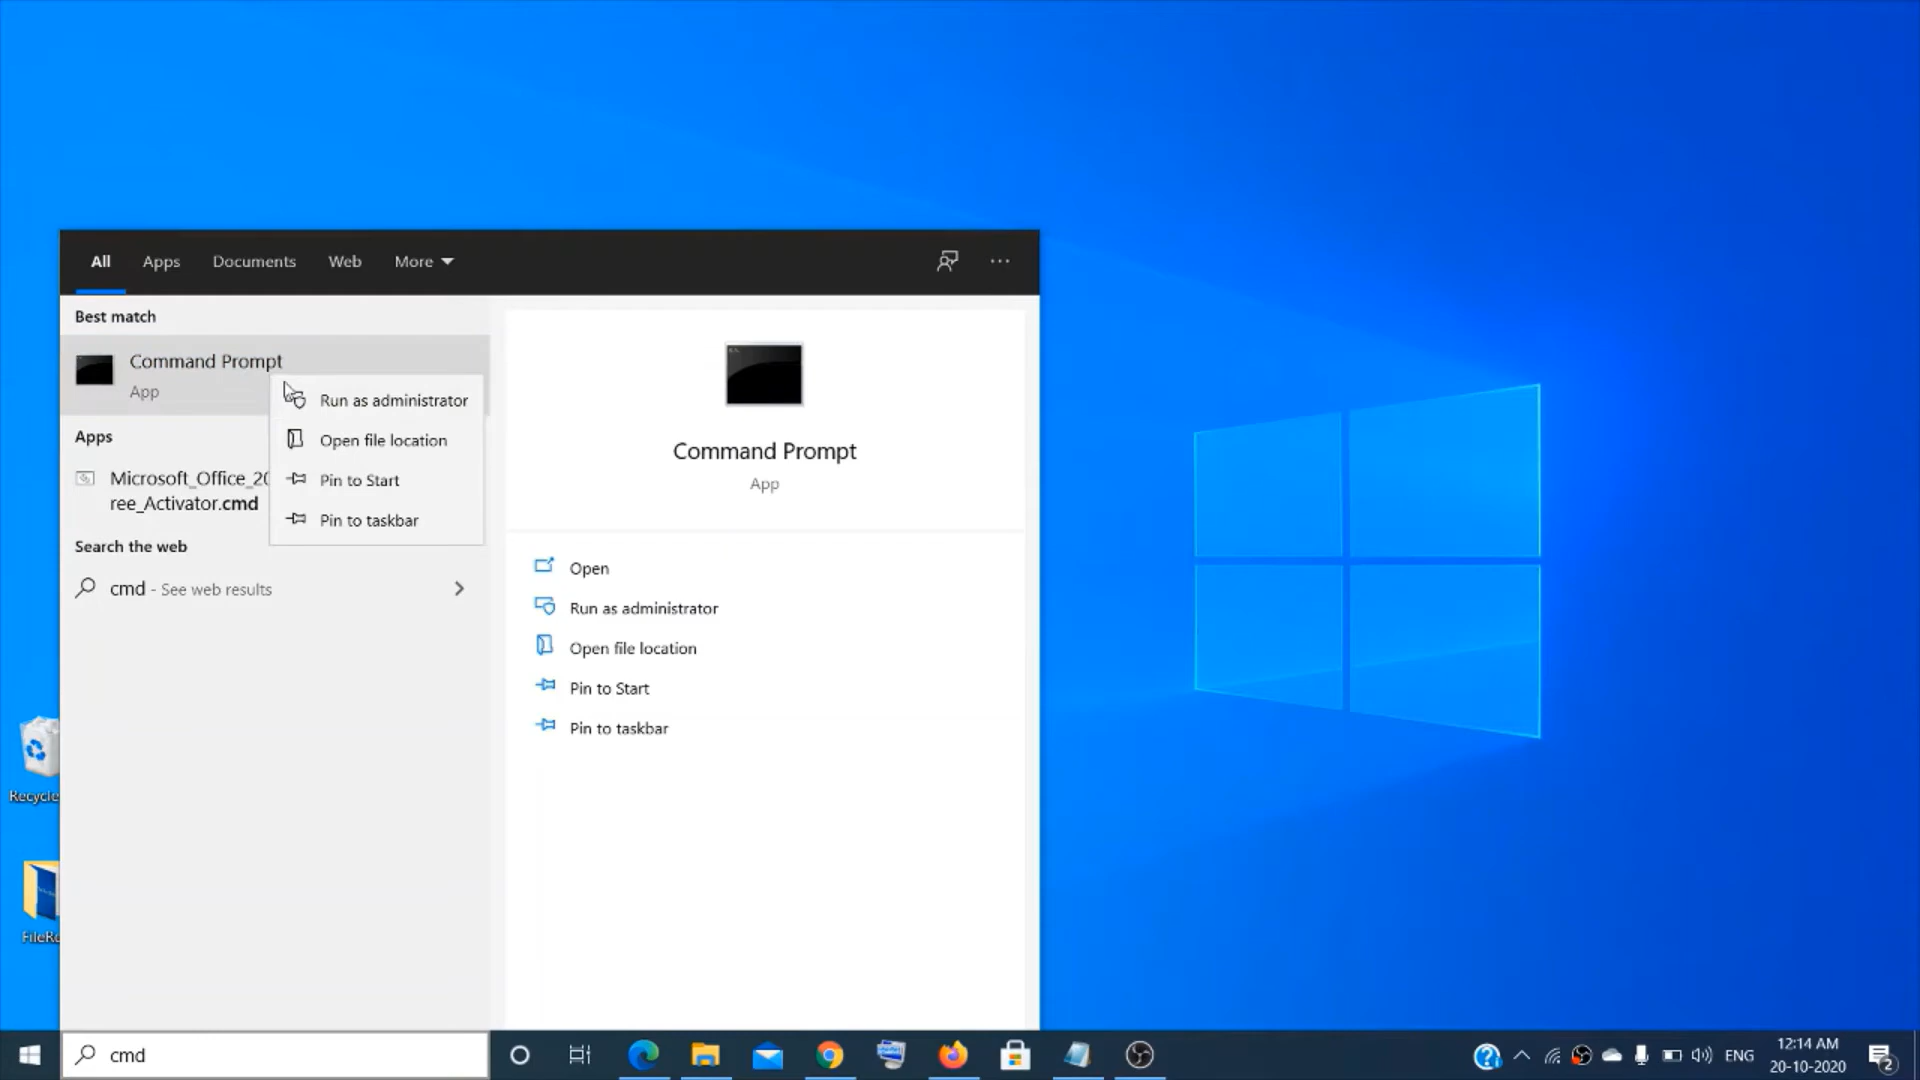 All Apps Documents Web More
Best match
Command Prompt
App
Run as administrator
Open file location
Pin to Start
Pin to taskbar
Apps
Microsoft_Office_20
ree_Activator.cmd
Search the web
cmd - See web results
Command Prompt
App
Open
Run as administrator
Open file location
Pin to Start
Pin to taskbar
Recycle
FileRe
cmd
ENG
12:14 AM
20-10-2020
2